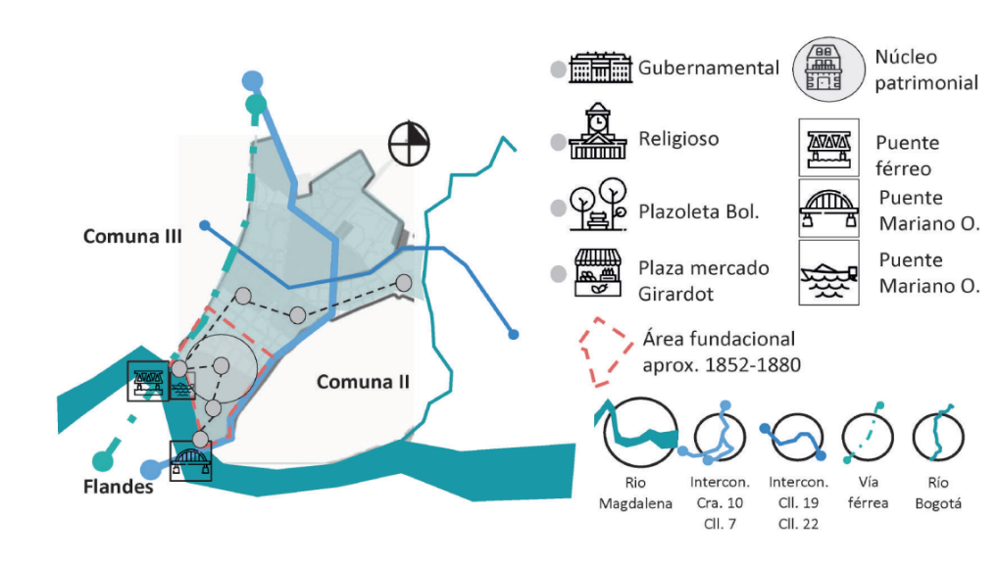 Comuna III
Comuna II
Flandes
Gubernamental
Religioso
Plazoleta Bol.
Plaza mercado
Girardot
Núcleo
patrimonial
Puente
férreo
Puente
Mariano O.
Puente
Mariano O.
Área fundacional
aprox. 1852-1880
Rio
Magdalena
Intercon.
Cra. 10
Cll. 7
Intercon.
Cll. 19
Cll. 22
Vía
férrea
Río
Bogotá